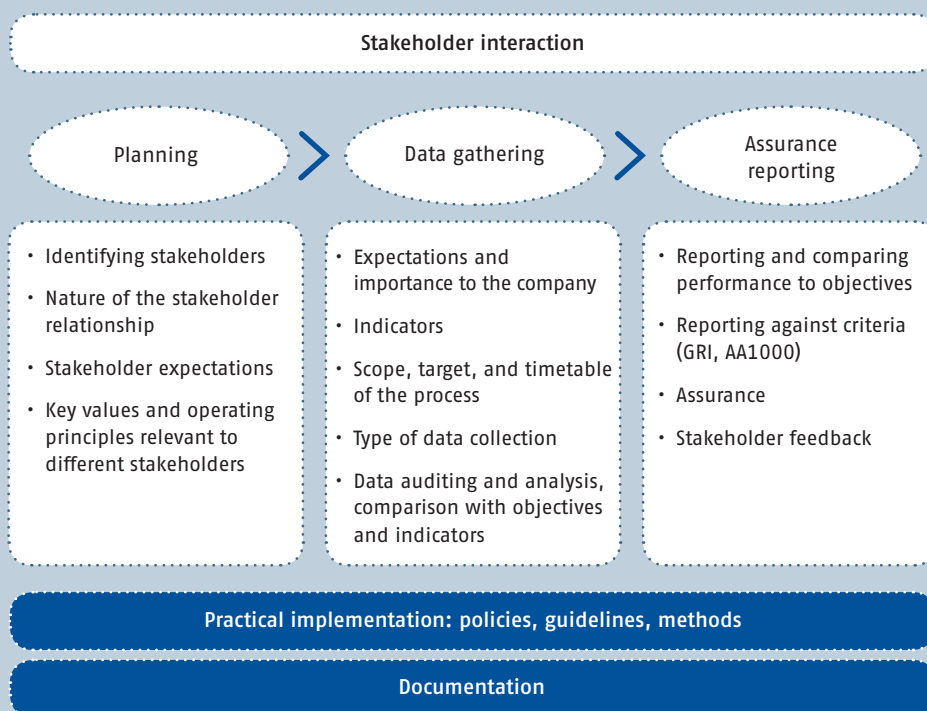 Stakeholder interaction
Planning
Data gathering
Assurance
reporting
• Identifying stakeholders
• Nature of the stakeholder
relationship
• Stakeholder expectations
• Key values and operating
principles relevant to
different stakeholders
• Expectations and
importance to the company
• Indicators
• Scope, target, and timetable
of the process
• Type of data collection
• Data auditing and analysis,
comparison with objectives
and indicators
• Reporting and comparing
performance to objectives
• Reporting against criteria
(GRI, AA1000)
• Assurance
• Stakeholder feedback
Practical implementation: policies, guidelines, methods
Documentation